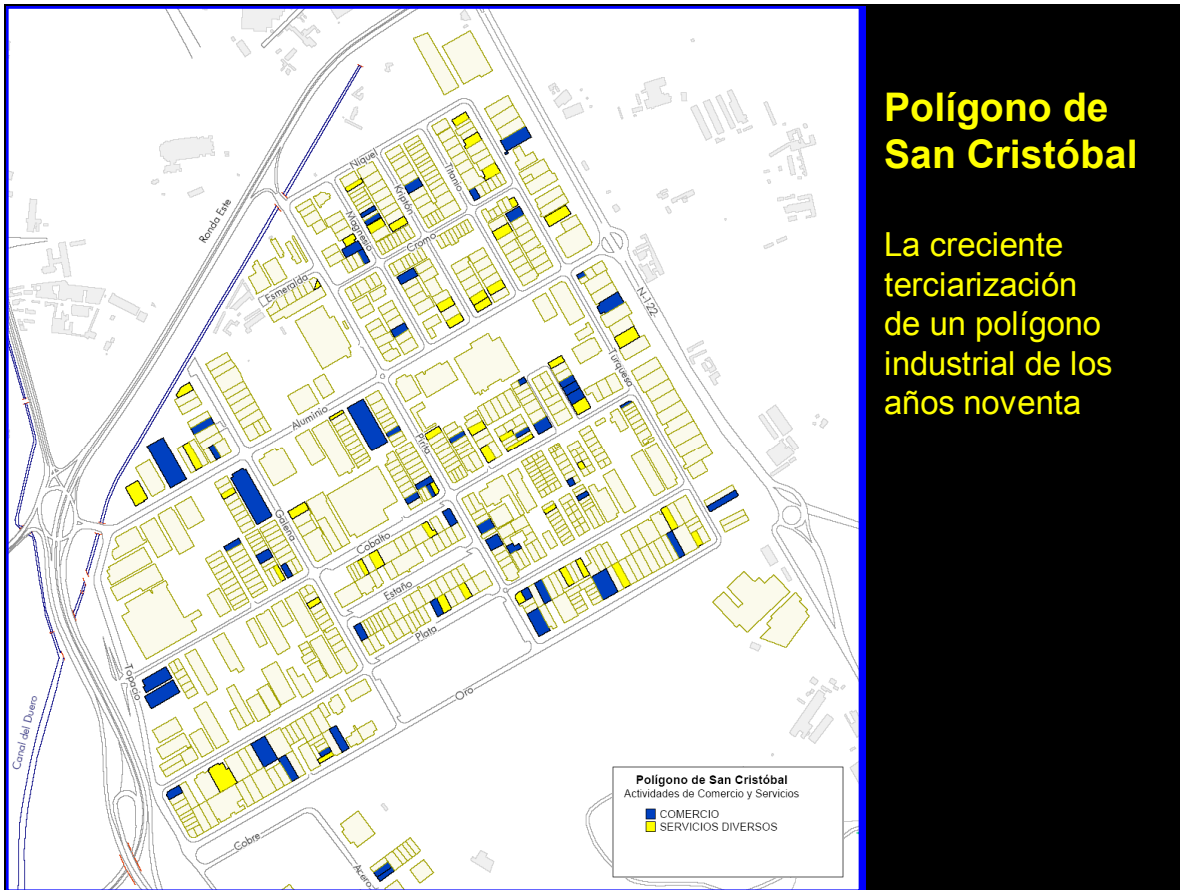 Polígono de
San Cristóbal
La creciente
terciarización
de un polígono
industrial de los
años noventa
Niquel
Titanio
Kriptón
Magnesio
Cromo
Ronda Este
Esmeralda
N-122
Turquesa
Aluminio
Pirita
Galena
Cobalto
Estaño
Plata
Topacio
Oro
Canal del Duero
Cobre
Acero
Polígono de San Cristóbal
Actividades de Comercio y Servicios
COMERCIO
SERVICIOS DIVERSOS